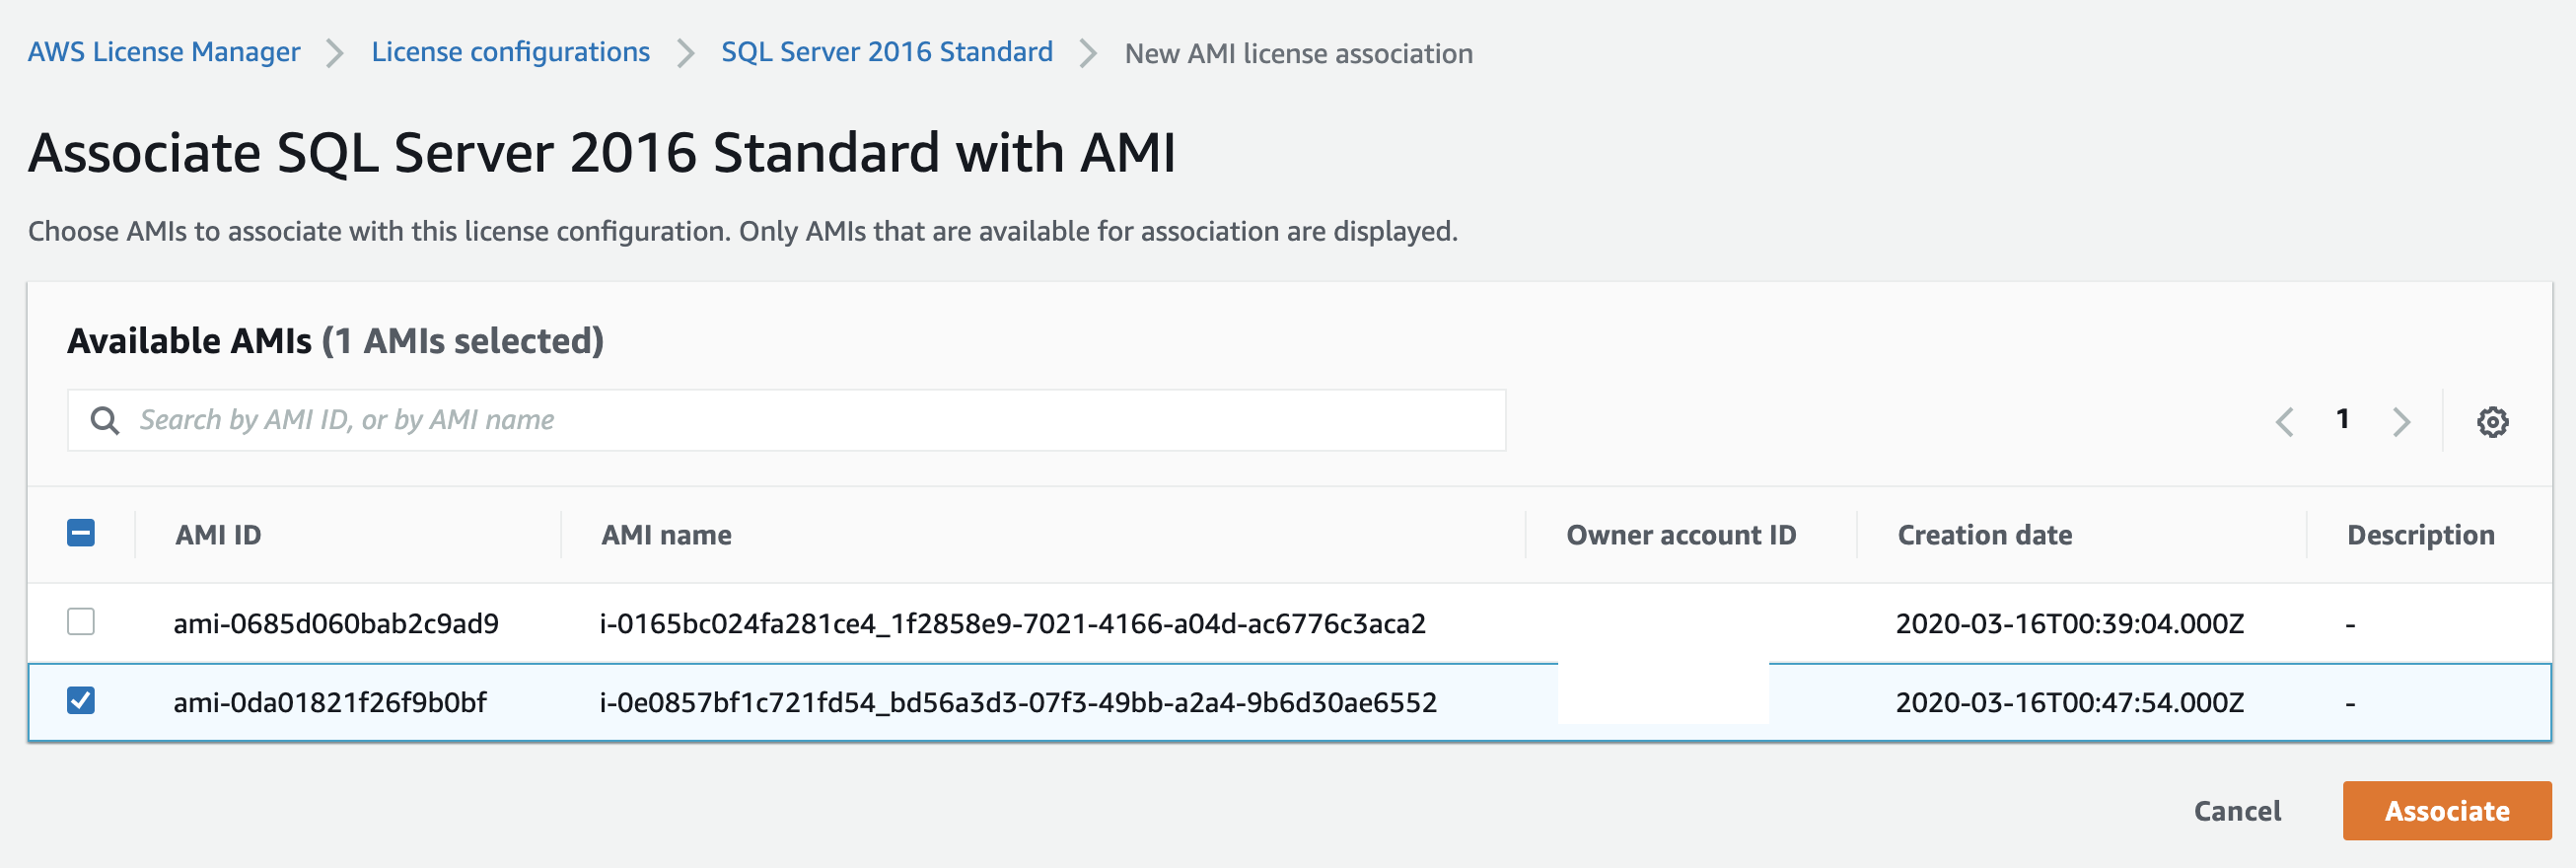 AWS License Manager License configurations SQL Server 2016 Standard New AMI license association
Associate SQL Server 2016 Standard with AMI
Choose AMIs to associate with this license configuration. Only AMIs that are available for association are displayed.
Available AMIs (1 AMIs selected)
Search by AMI ID, or by AMI name 1
AMI ID AMI name Owner account ID Creation date Description
ami-0685d060bab2c9ad9 i-0165bc024fa281ce4_1f2858e9-7021-4166-a04d-ac6776c3aca2 2020-03-16T00:39:04.000Z -
ami-0da01821f26f9b0bf i-0e0857bf1c721fd54_bd56a3d3-07f3-49bb-a2a4-9b6d30ae6552 2020-03-16T00:47:54.000Z -
Cancel Associate